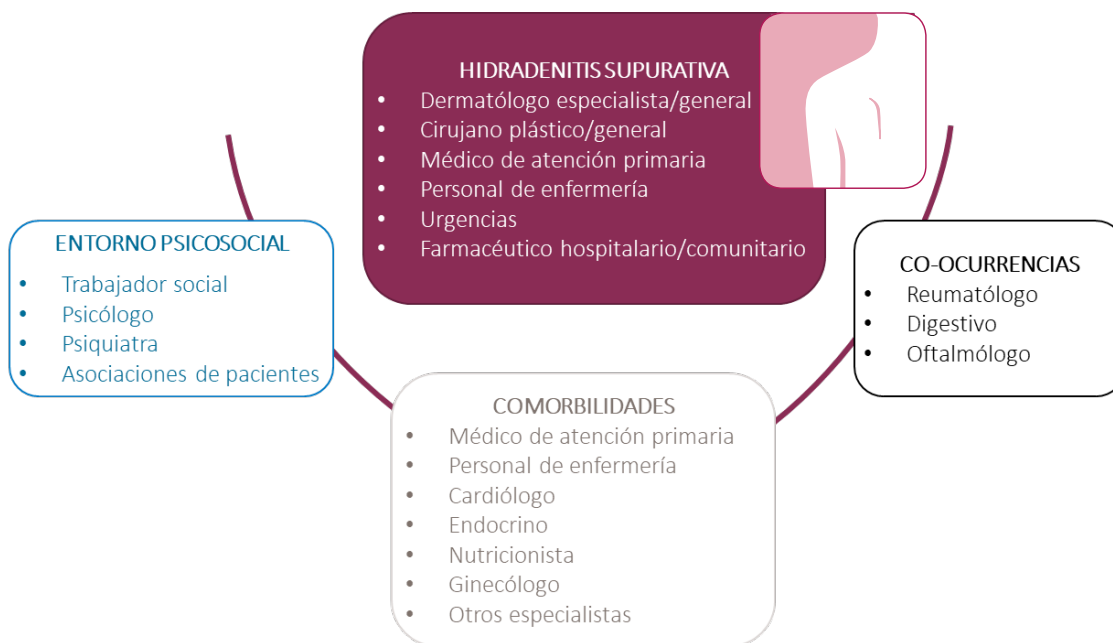 HIDRADENITIS SUPURATIVA
• Dermatólogo especialista/general
• Cirujano plástico/general
• Médico de atención primaria
• Personal de enfermería
• Urgencias
• Farmacéutico hospitalario/comunitario
ENTORNO PSICOSOCIAL
• Trabajador social
• Psicólogo
• Psiquiatra
• Asociaciones de pacientes
CO-OCURRENCIAS
• Reumatólogo
• Digestivo
• Oftalmólogo
COMORBILIDADES
• Médico de atención primaria
• Personal de enfermería
• Cardiólogo
• Endocrino
• Nutricionista
• Ginecólogo
• Otros especialistas